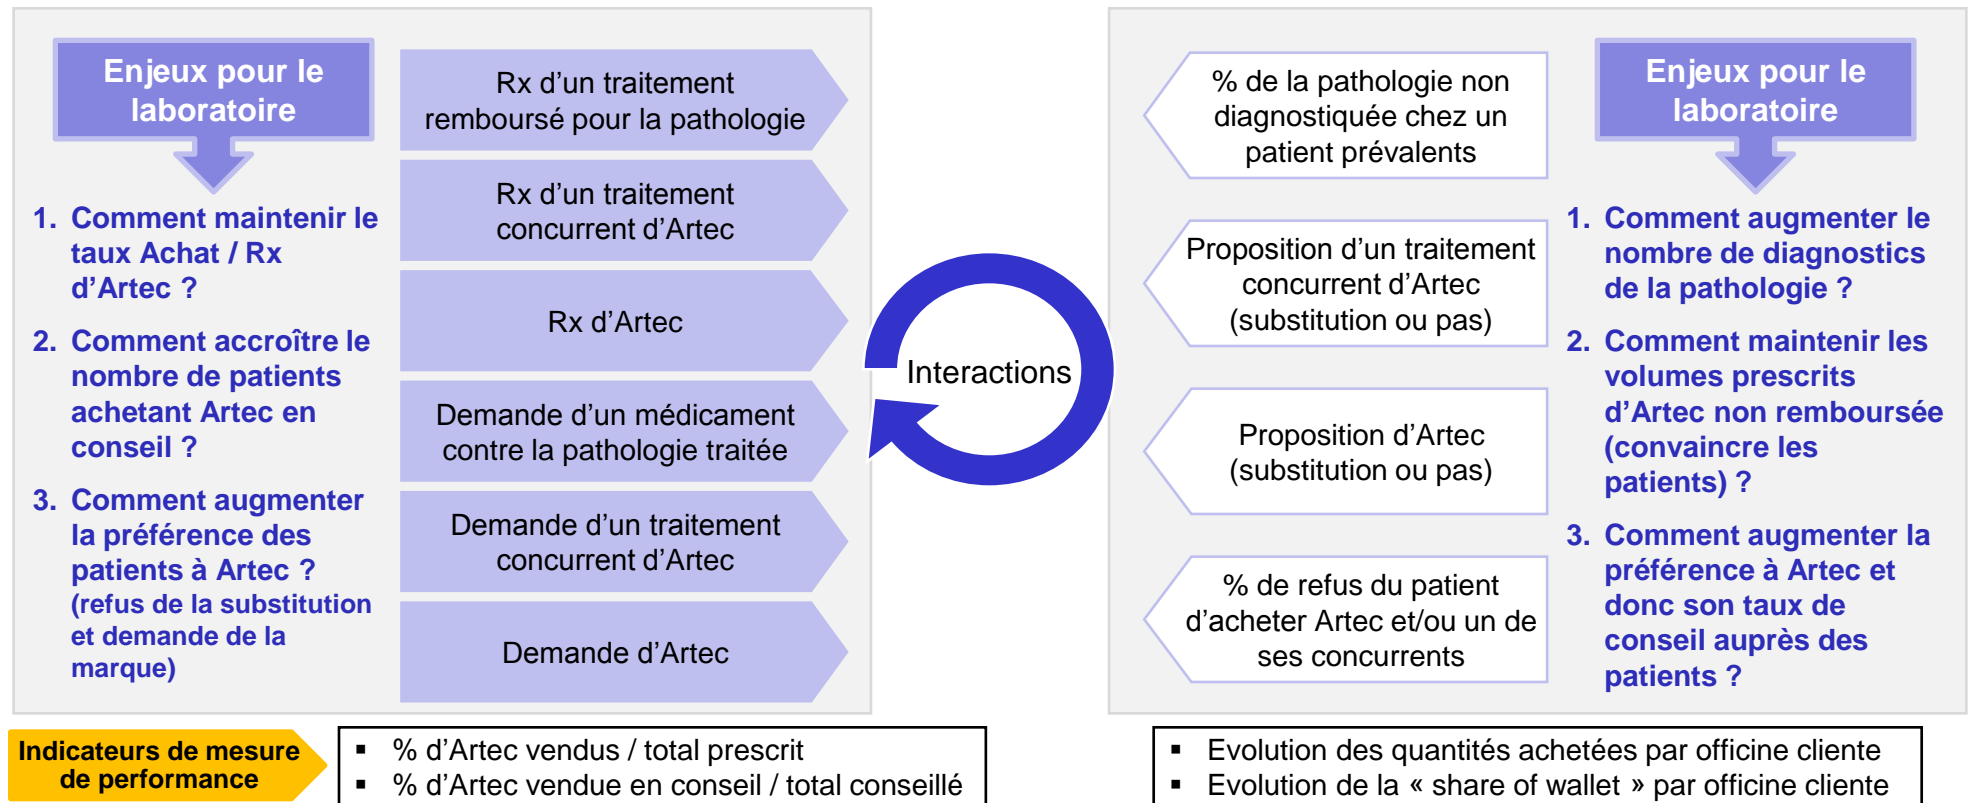 Enjeux pour le
laboratoire
1. Comment maintenir le
taux Achat / Rx
d’Artec ?
2. Comment accroître le
nombre de patients
achetant Artec en
conseil ?
3. Comment augmenter
la préférence des
patients à Artec ?
(refus de la substitution
et demande de la
marque)
Rx d’un traitement
remboursé pour la pathologie
Rx d’un traitement
concurrent d’Artec
Rx d’Artec
Demande d’un médicament
contre la pathologie traitée
Demande d’un traitement
concurrent d’Artec
Demande d’Artec
Interactions
% de la pathologie non
diagnostiquée chez un
patient prévalents
Proposition d’un traitement
concurrent d’Artec
(substitution ou pas)
Proposition d’Artec
(substitution ou pas)
% de refus du patient
d’acheter Artec et/ou un de
ses concurrents
Enjeux pour le
laboratoire
1. Comment augmenter le
nombre de diagnostics
de la pathologie ?
2. Comment maintenir les
volumes prescrits
d’Artec non remboursée
(convaincre les
patients) ?
3. Comment augmenter la
préférence à Artec et
donc son taux de
conseil auprès des
patients ?
Indicateurs de mesure
de performance
▪ % d’Artec vendus / total prescrit
▪ % d’Artec vendue en conseil / total conseillé
▪ Evolution des quantités achetées par officine cliente
▪ Evolution de la « share of wallet » par officine cliente